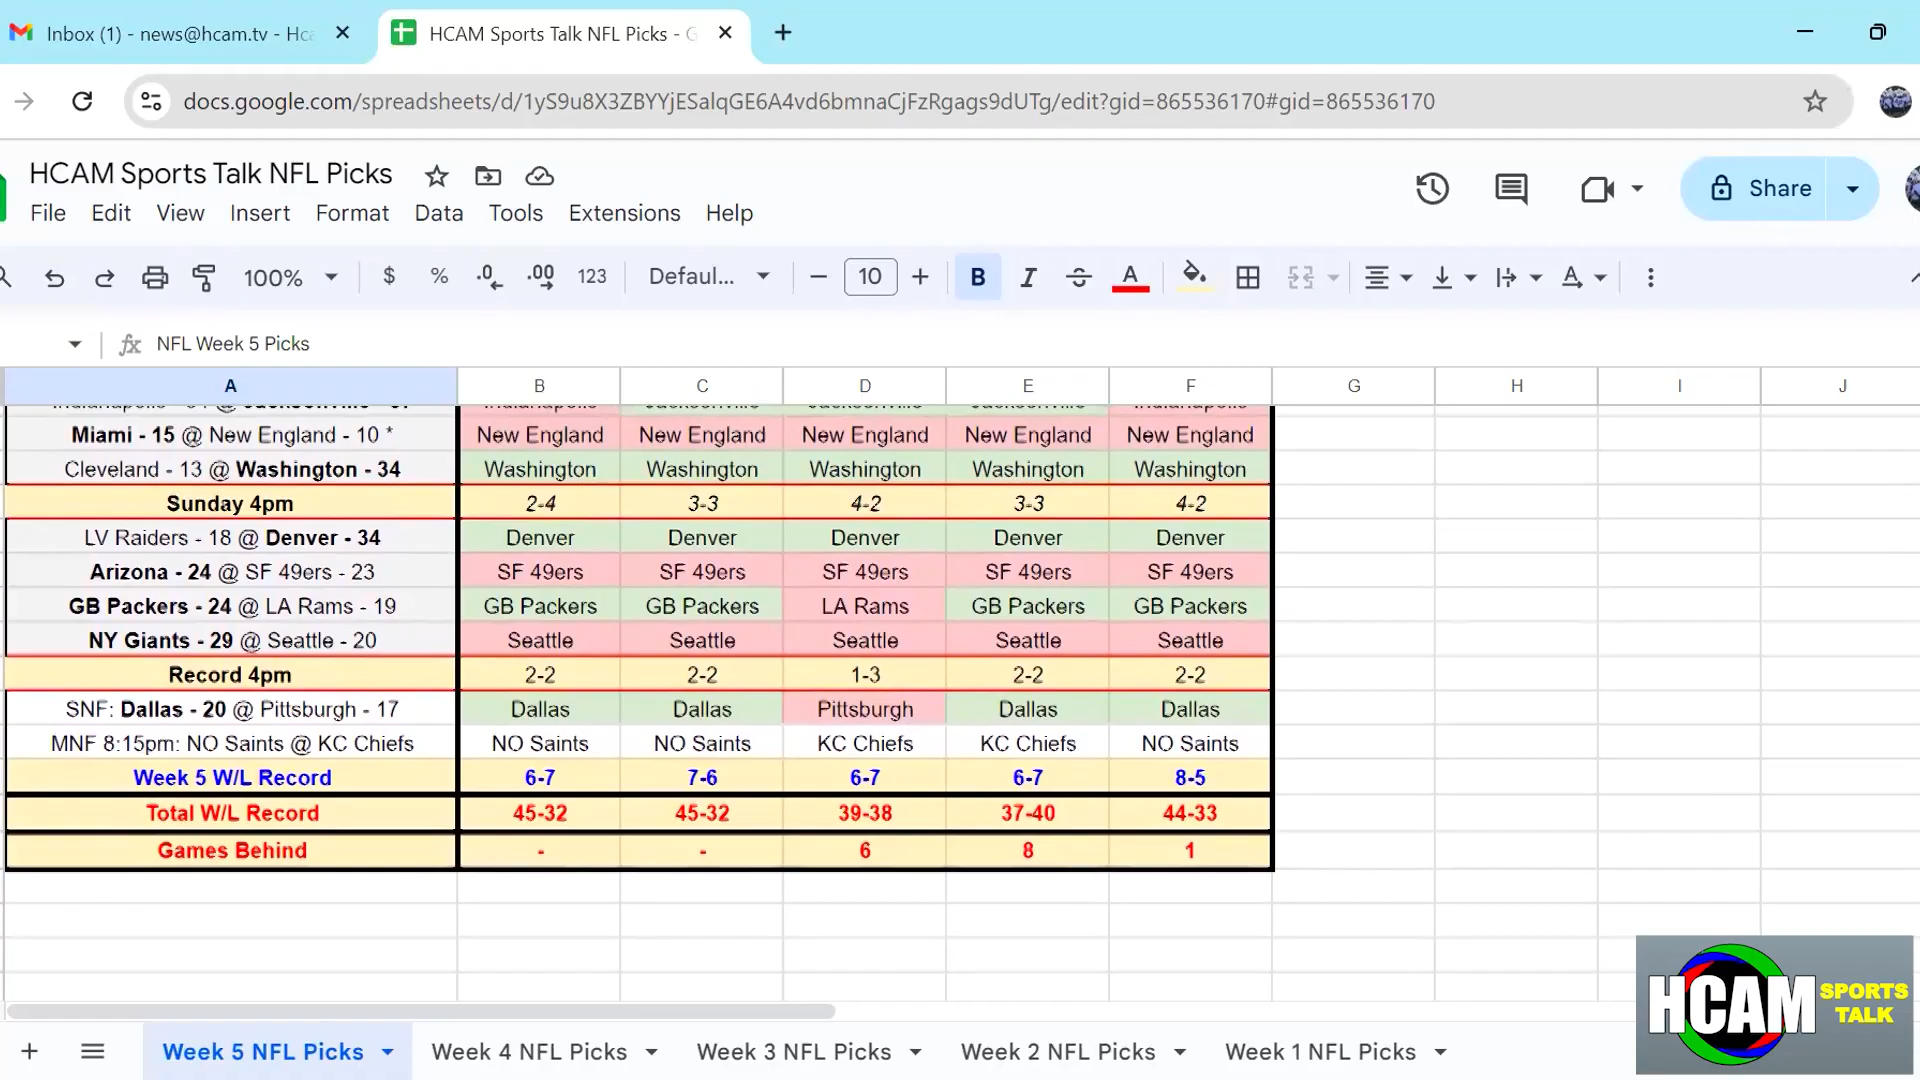 Inbox (1) - news@hcam.tv - Hc
HCAM Sports Talk NFL Picks - G
docs.google.com/spreadsheets/d/1yS9u8X3ZBYYjESalqGE6A4vd6bmnaCjFzRgags9dUTg/edit?gid=865536170#gid=865536170
HCAM Sports Talk NFL Picks
Share
File Edit View Insert Format Data Tools Extensions Help
100% $ % .0 .00 123 Defaul... 10 B I S A
fx NFL Week 5 Picks
A B C D E F G H I J
Miami - 15 @ New England - 10 * New England New England New England New England New England
Cleveland - 13 @ Washington - 34 Washington Washington Washington Washington Washington
Sunday 4pm 2-4 3-3 4-2 3-3 4-2
LV Raiders - 18 @ Denver - 34 Denver Denver Denver Denver Denver
Arizona - 24 @ SF 49ers - 23 SF 49ers SF 49ers SF 49ers SF 49ers SF 49ers
GB Packers - 24 @ LA Rams - 19 GB Packers GB Packers LA Rams GB Packers GB Packers
NY Giants - 29 @ Seattle - 20 Seattle Seattle Seattle Seattle Seattle
Record 4pm 2-2 2-2 1-3 2-2 2-2
SNF: Dallas - 20 @ Pittsburgh - 17 Dallas Dallas Pittsburgh Dallas Dallas
MNF 8:15pm: NO Saints @ KC Chiefs NO Saints NO Saints KC Chiefs KC Chiefs NO Saints
Week 5 W/L Record 6-7 7-6 6-7 6-7 8-5
Total W/L Record 45-32 45-32 39-38 37-40 44-33
Games Behind - - 6 8 1
HCAM SPORTS TALK
Week 5 NFL Picks Week 4 NFL Picks Week 3 NFL Picks Week 2 NFL Picks Week 1 NFL Picks